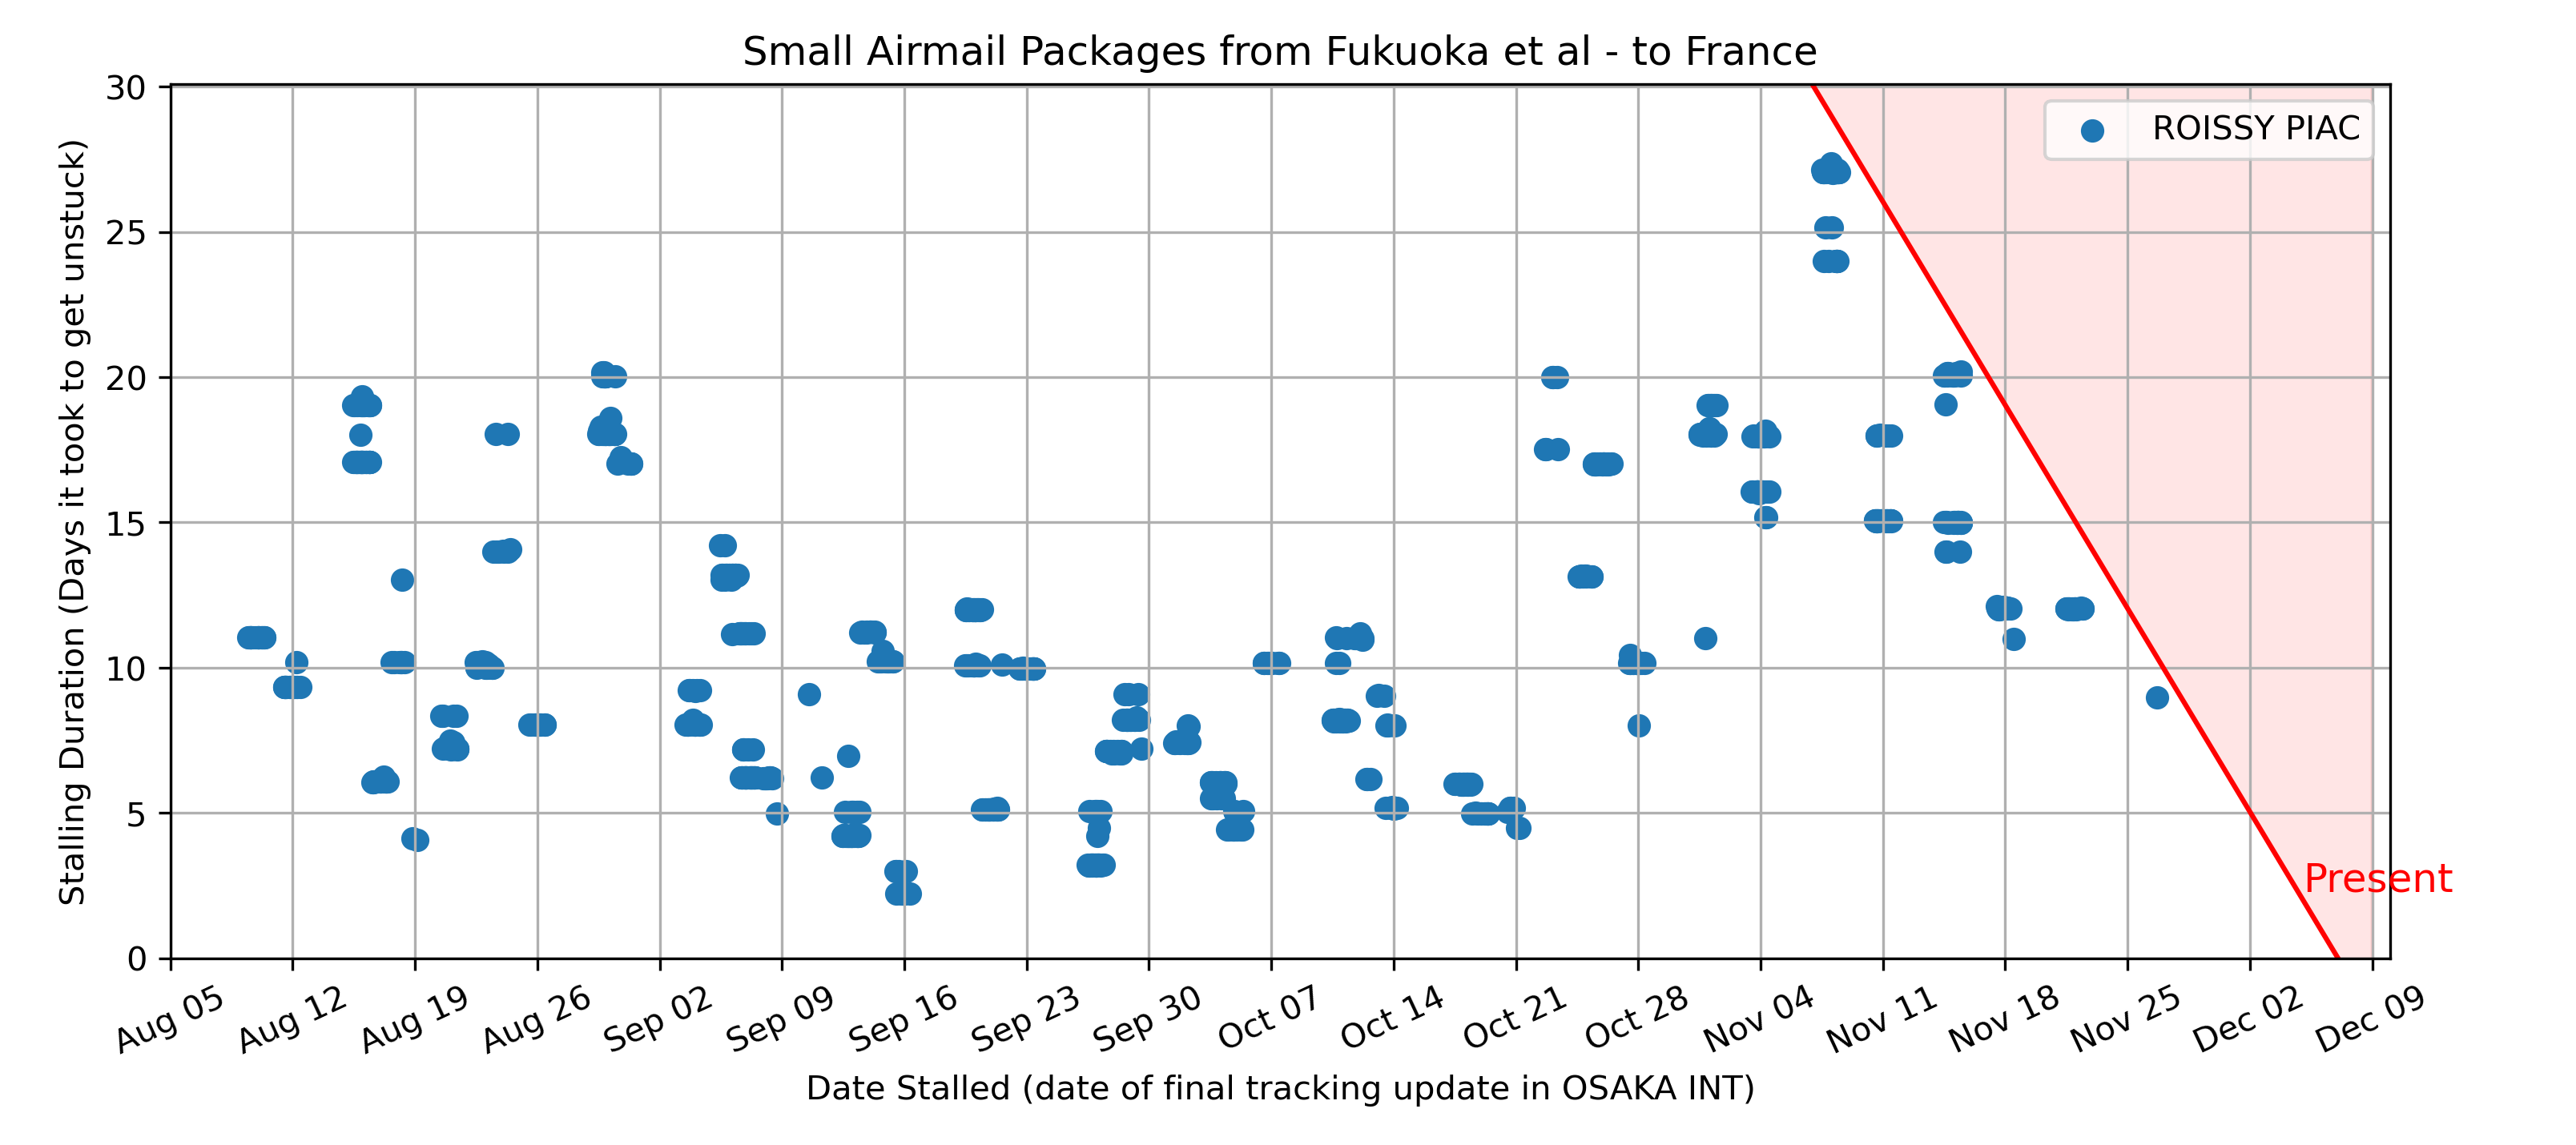 Small Airmail Packages from Fukuoka et al - to France
Stalling Duration (Days it took to get unstuck)
30
25
20
15
10
5
0
ROISSY PIAC
Present
Aug 05
Aug 12
Aug 19
Aug 26
Sep 02
Sep 09
Sep 16
Sep 23
Sep 30
Oct 07
Oct 14
Oct 21
Oct 28
Nov 04
Nov 11
Nov 18
Nov 25
Dec 02
Dec 09
Date Stalled (date of final tracking update in OSAKA INT)